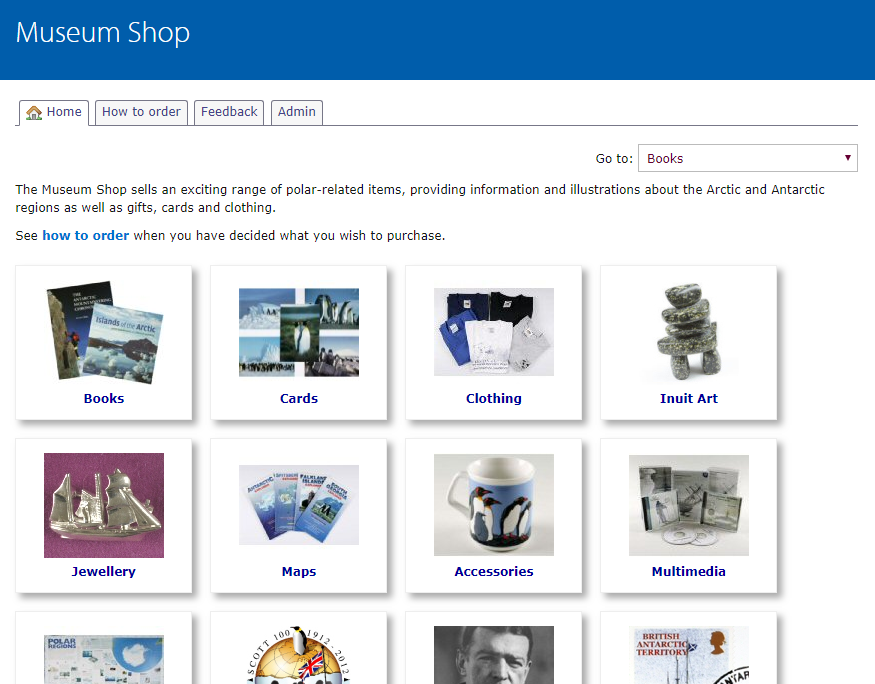 Museum Shop
Home
How to order
Feedback
Admin
Go to:
Books
The Museum Shop sells an exciting range of polar-related items, providing information and illustrations about the Arctic and Antarctic
regions as well as gifts, cards and clothing.
See how to order when you have decided what you wish to purchase.
THE
ANTARCTIC
MOUNTAINEERING
Islands of the Arctic
Books
Cards
Clothing
Inuit Art
ANTARCTIC
FALKLAND
ISLANDS
SOUTH
GEORGIA
Jewellery
Maps
Accessories
Multimedia
POLAR
REGIONS
SCOTT 100 1912-2012
BRITISH
ANTARCTIC
TERRITORY